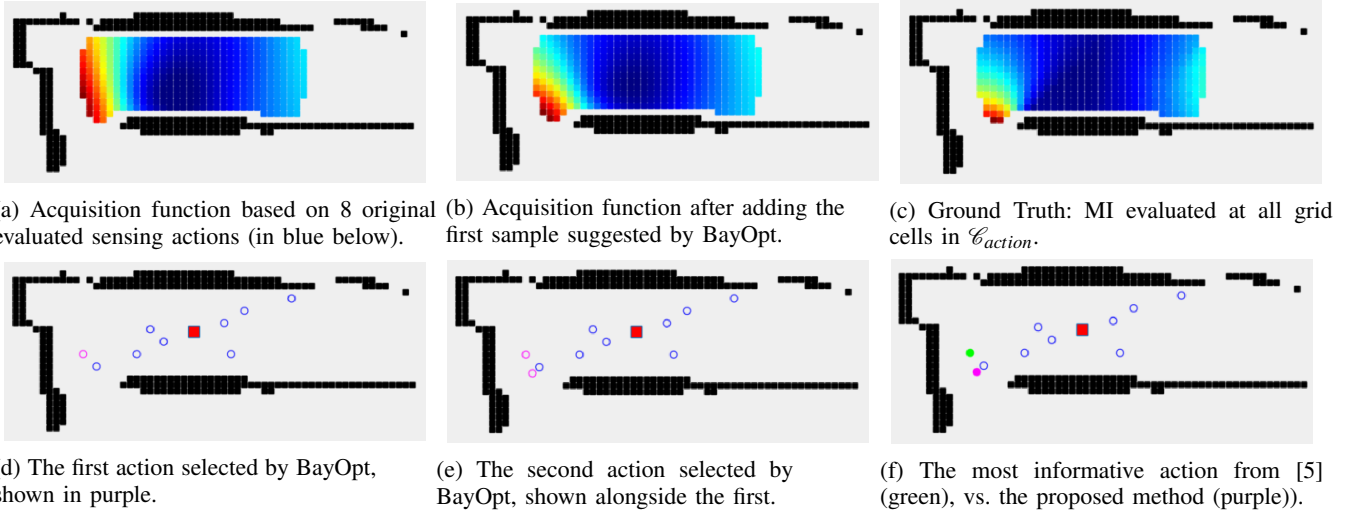 (a) Acquisition function based on 8 original
evaluated sensing actions (in blue below).
(b) Acquisition function after adding the
first sample suggested by BayOpt.
(c) Ground Truth: MI evaluated at all grid
cells in 𝒞action.
(d) The first action selected by BayOpt,
shown in purple.
(e) The second action selected by
BayOpt, shown alongside the first.
(f) The most informative action from [5]
(green), vs. the proposed method (purple)).